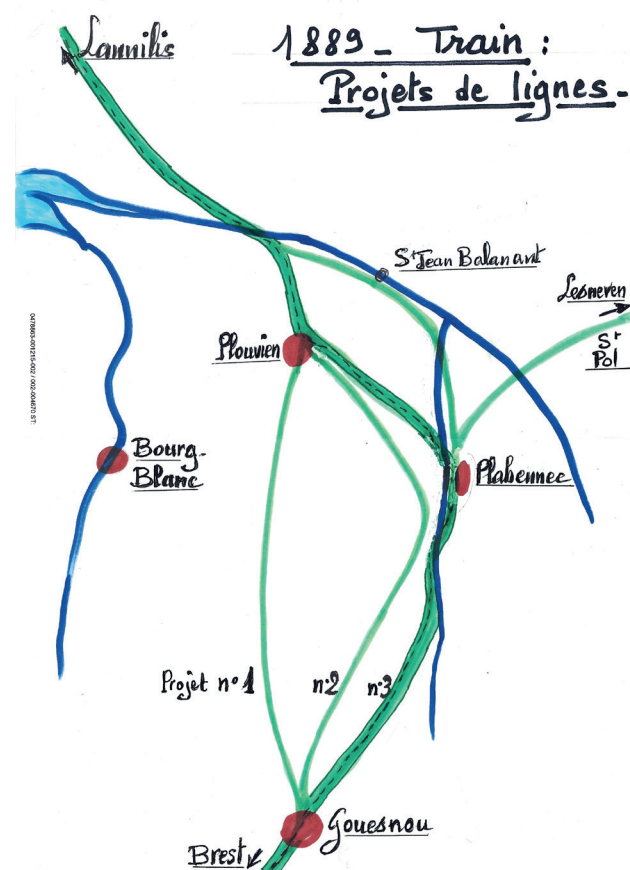 Lannilis
1889 - Train :
Projets de lignes -
St Jean Balanant
Lesneven
St
Pol
Plouvien
Bourg-
Blanc
Plabennec
Projet n° 1
n°2
n°3
Gouesnou
Brest